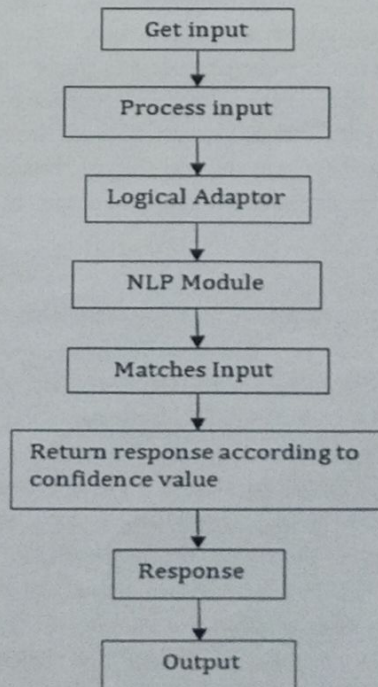 Get input
Process input
Logical Adaptor
NLP Module
Matches Input
Return response according to
confidence value
Response
Output